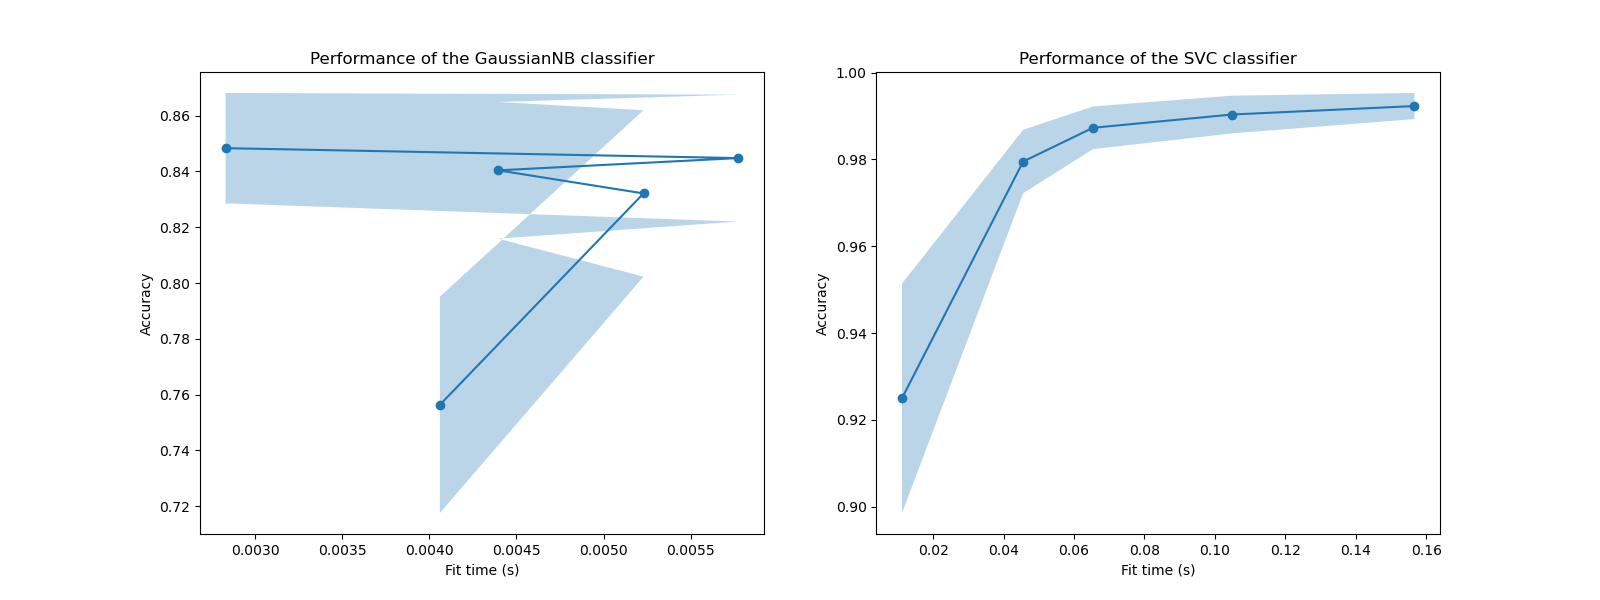 Performance of the GaussianNB classifier
Accuracy
0.86
0.84
0.82
0.80
0.78
0.76
0.74
0.72
0.0030 0.0035 0.0040 0.0045 0.0050 0.0055
Fit time (s)
Performance of the SVC classifier
Accuracy
1.00
0.98
0.96
0.94
0.92
0.90
0.02 0.04 0.06 0.08 0.10 0.12 0.14 0.16
Fit time (s)